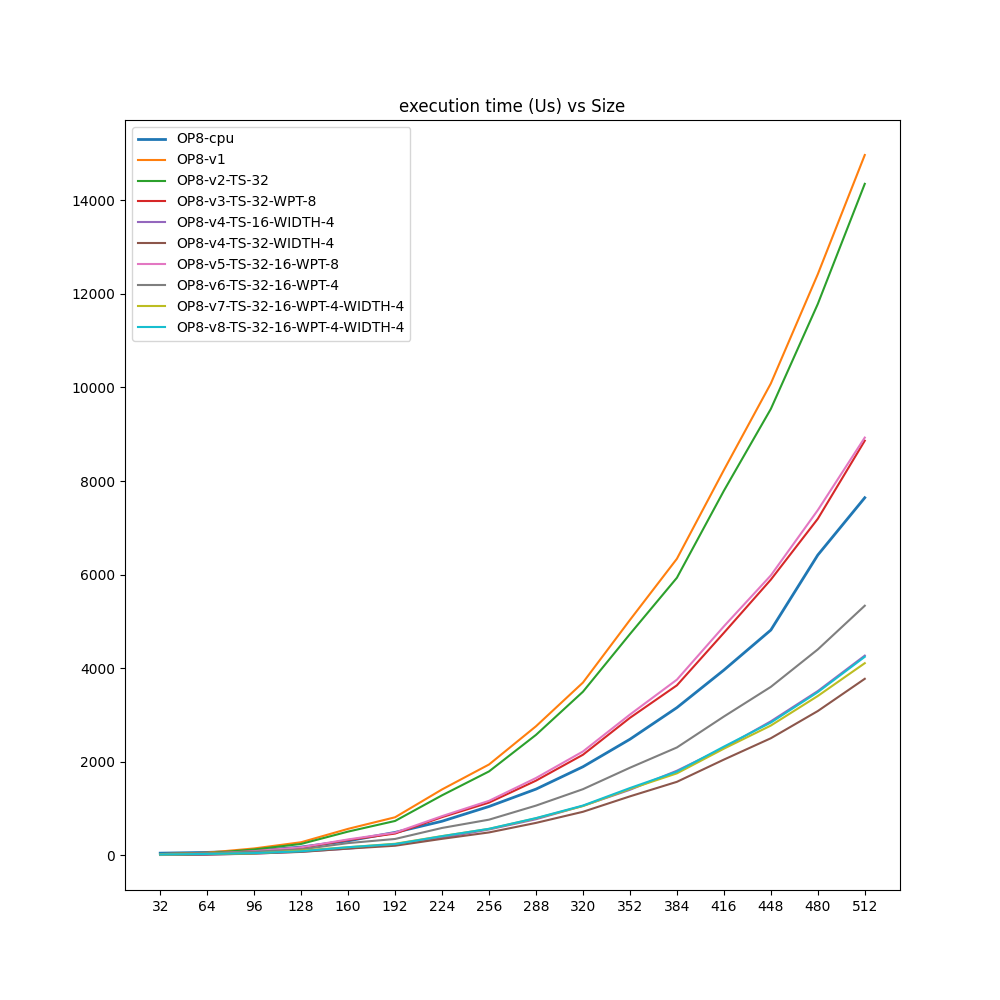 execution time (Us) vs Size
OP8-cpu
OP8-v1
OP8-v2-TS-32
OP8-v3-TS-32-WPT-8
OP8-v4-TS-16-WIDTH-4
OP8-v4-TS-32-WIDTH-4
OP8-v5-TS-32-16-WPT-8
OP8-v6-TS-32-16-WPT-4
OP8-v7-TS-32-16-WPT-4-WIDTH-4
OP8-v8-TS-32-16-WPT-4-WIDTH-4
14000
12000
10000
8000
6000
4000
2000
0
32 64 96 128 160 192 224 256 288 320 352 384 416 448 480 512